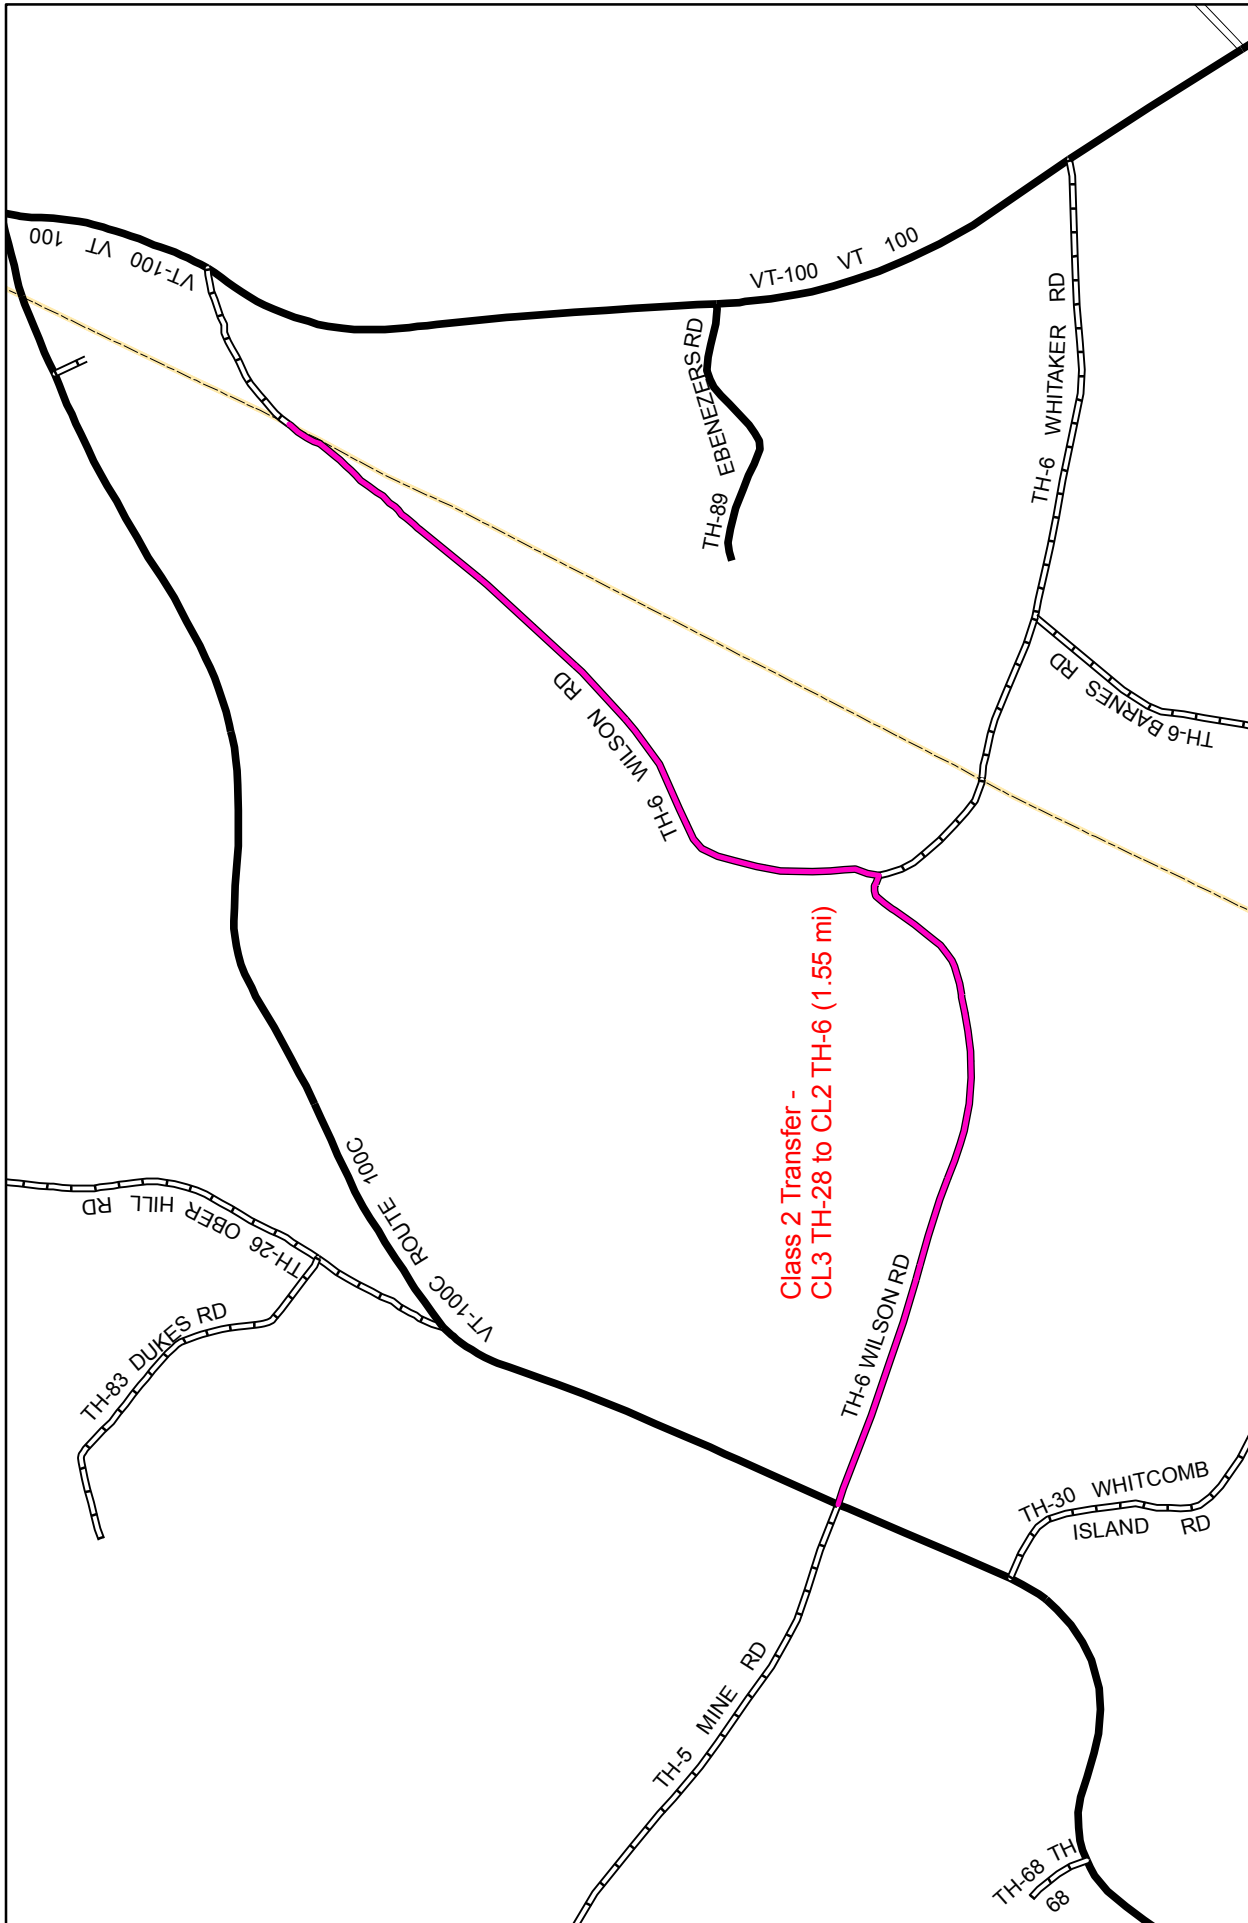 VT-100 VT 100
VT-100 VT 100
TH-89 EBENEZERS RD
TH-6 WHITAKER RD
TH-6 BARNES RD
TH-6 WILSON RD
Class 2 Transfer -
CL3 TH-28 to CL2 TH-6 (1.55 mi)
VT-100C ROUTE 100C
TH-26 OBER HILL RD
TH-83 DUKES RD
TH-6 WILSON RD
TH-30 WHITCOMB
ISLAND RD
TH-5 MINE RD
TH-68 TH
68